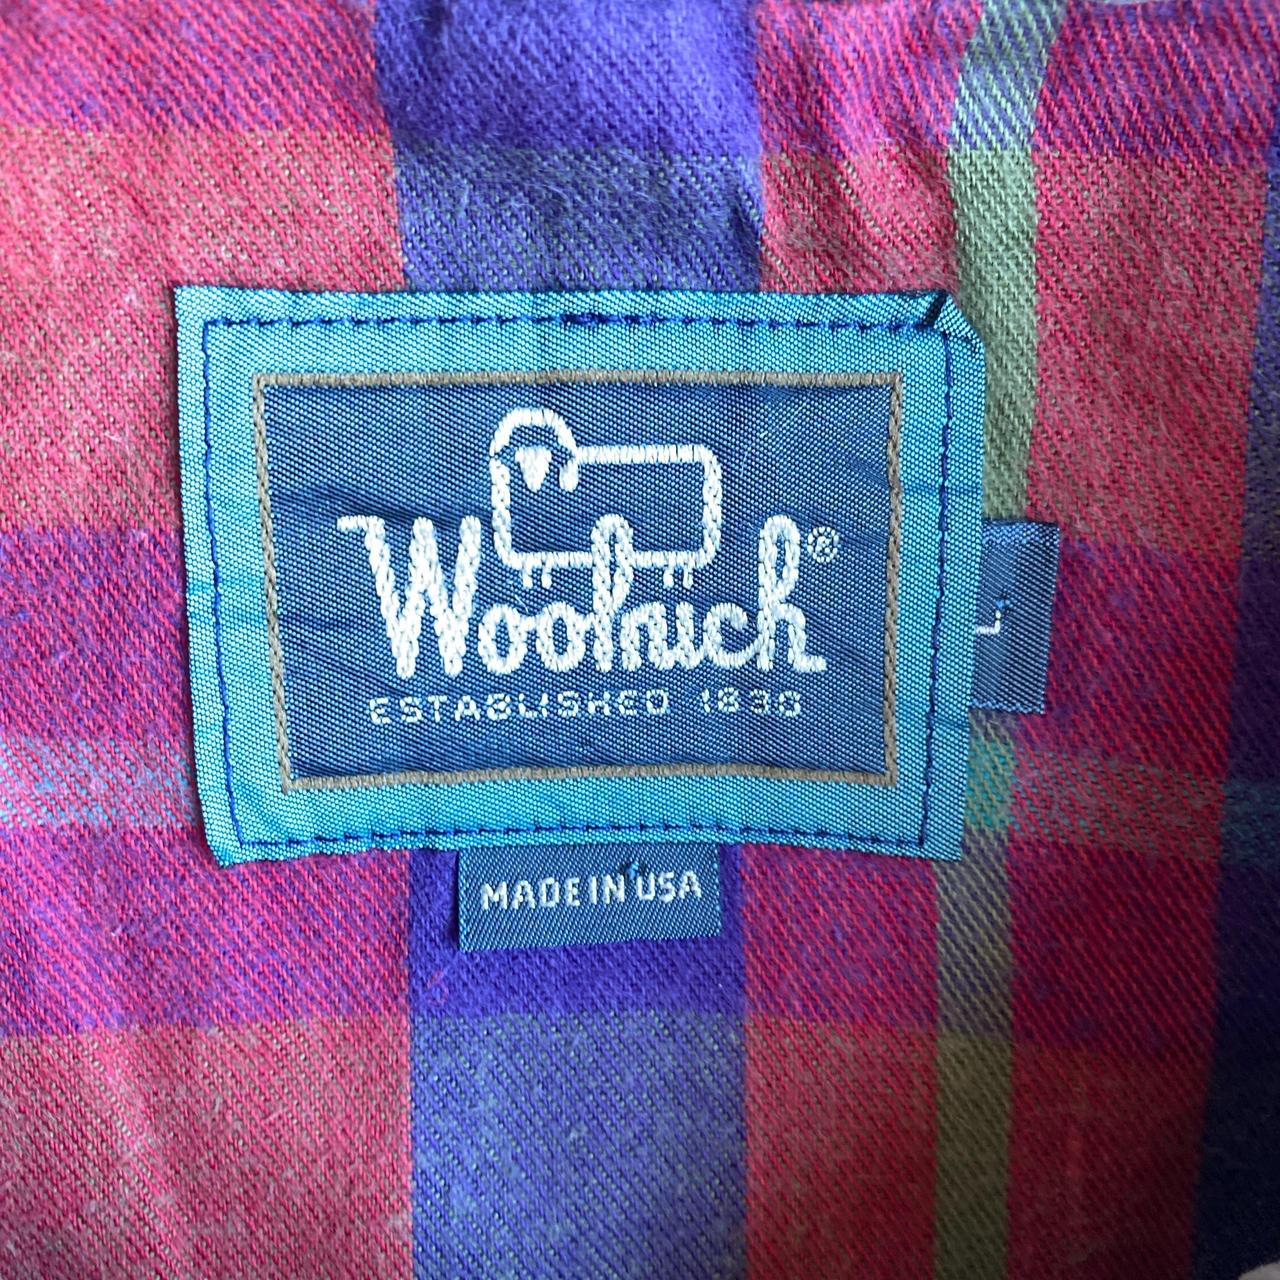 Woolrich®
ESTABLISHED 1830
L
MADE IN USA